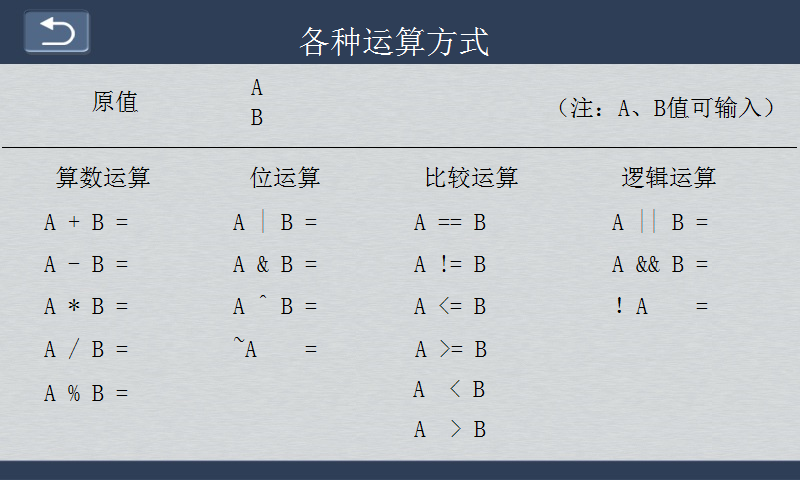 各种运算方式
原值
A
B
（注：A、B值可输入）
算数运算
A + B =
A - B =
A * B =
A / B =
A % B =
位运算
A | B =
A & B =
A ^ B =
~A =
比较运算
A == B
A != B
A <= B
A >= B
A < B
A > B
逻辑运算
A || B =
A && B =
! A =